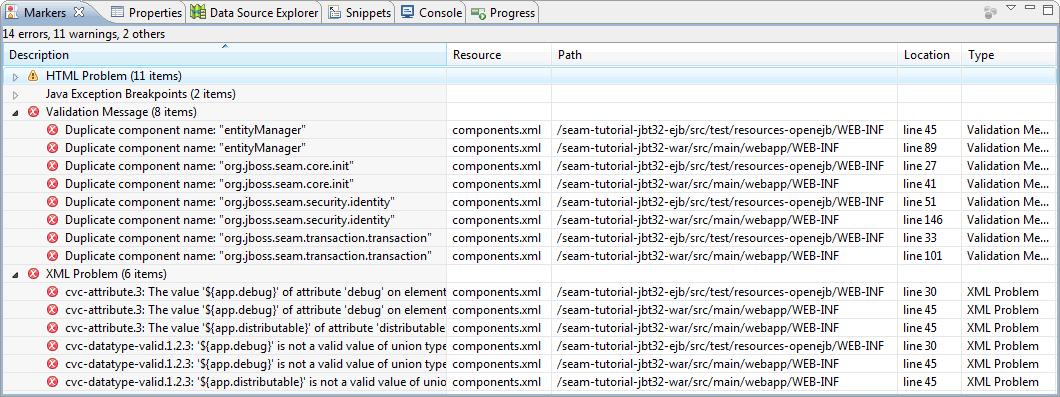 Markers Properties Data Source Explorer Snippets Console Progress
14 errors, 11 warnings, 2 others
Description Resource Path Location Type
HTML Problem (11 items)
Java Exception Breakpoints (2 items)
Validation Message (8 items)
Duplicate component name: "entityManager" components.xml /seam-tutorial-jbt32-ejb/src/test/resources-openejb/WEB-INF line 45 Validation Me...
Duplicate component name: "entityManager" components.xml /seam-tutorial-jbt32-war/src/main/webapp/WEB-INF line 89 Validation Me...
Duplicate component name: "org.jboss.seam.core.init" components.xml /seam-tutorial-jbt32-ejb/src/test/resources-openejb/WEB-INF line 27 Validation Me...
Duplicate component name: "org.jboss.seam.core.init" components.xml /seam-tutorial-jbt32-war/src/main/webapp/WEB-INF line 41 Validation Me...
Duplicate component name: "org.jboss.seam.security.identity" components.xml /seam-tutorial-jbt32-ejb/src/test/resources-openejb/WEB-INF line 51 Validation Me...
Duplicate component name: "org.jboss.seam.security.identity" components.xml /seam-tutorial-jbt32-war/src/main/webapp/WEB-INF line 146 Validation Me...
Duplicate component name: "org.jboss.seam.transaction.transaction" components.xml /seam-tutorial-jbt32-ejb/src/test/resources-openejb/WEB-INF line 33 Validation Me...
Duplicate component name: "org.jboss.seam.transaction.transaction" components.xml /seam-tutorial-jbt32-war/src/main/webapp/WEB-INF line 101 Validation Me...
XML Problem (6 items)
cvc-attribute.3: The value '${app.debug}' of attribute 'debug' on element components.xml /seam-tutorial-jbt32-ejb/src/test/resources-openejb/WEB-INF line 30 XML Problem
cvc-attribute.3: The value '${app.debug}' of attribute 'debug' on element components.xml /seam-tutorial-jbt32-war/src/main/webapp/WEB-INF line 45 XML Problem
cvc-attribute.3: The value '${app.distributable}' of attribute 'distributable components.xml /seam-tutorial-jbt32-war/src/main/webapp/WEB-INF line 45 XML Problem
cvc-datatype-valid.1.2.3: '${app.debug}' is not a valid value of union type components.xml /seam-tutorial-jbt32-ejb/src/test/resources-openejb/WEB-INF line 30 XML Problem
cvc-datatype-valid.1.2.3: '${app.debug}' is not a valid value of union type components.xml /seam-tutorial-jbt32-war/src/main/webapp/WEB-INF line 45 XML Problem
cvc-datatype-valid.1.2.3: '${app.distributable}' is not a valid value of unio components.xml /seam-tutorial-jbt32-war/src/main/webapp/WEB-INF line 45 XML Problem